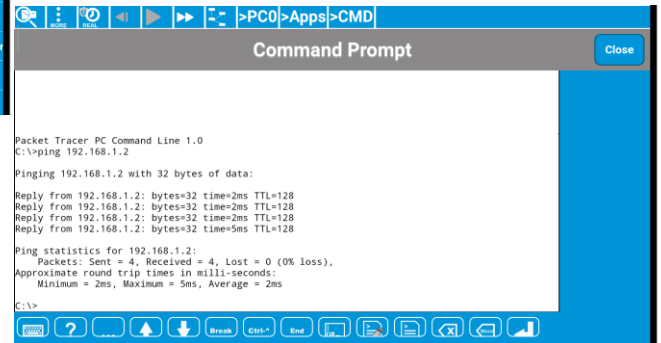 MORE
REAL
>PC0>Apps>CMD
Command Prompt
Close
Packet Tracer PC Command Line 1.0
C:\>ping 192.168.1.2
Pinging 192.168.1.2 with 32 bytes of data:
Reply from 192.168.1.2: bytes=32 time=2ms TTL=128
Reply from 192.168.1.2: bytes=32 time=2ms TTL=128
Reply from 192.168.1.2: bytes=32 time=2ms TTL=128
Reply from 192.168.1.2: bytes=32 time=5ms TTL=128
Ping statistics for 192.168.1.2:
Packets: Sent = 4, Received = 4, Lost = 0 (0% loss),
Approximate round trip times in milli-seconds:
Minimum = 2ms, Maximum = 5ms, Average = 2ms
C:\>
? ... Break Ctrl-^ End